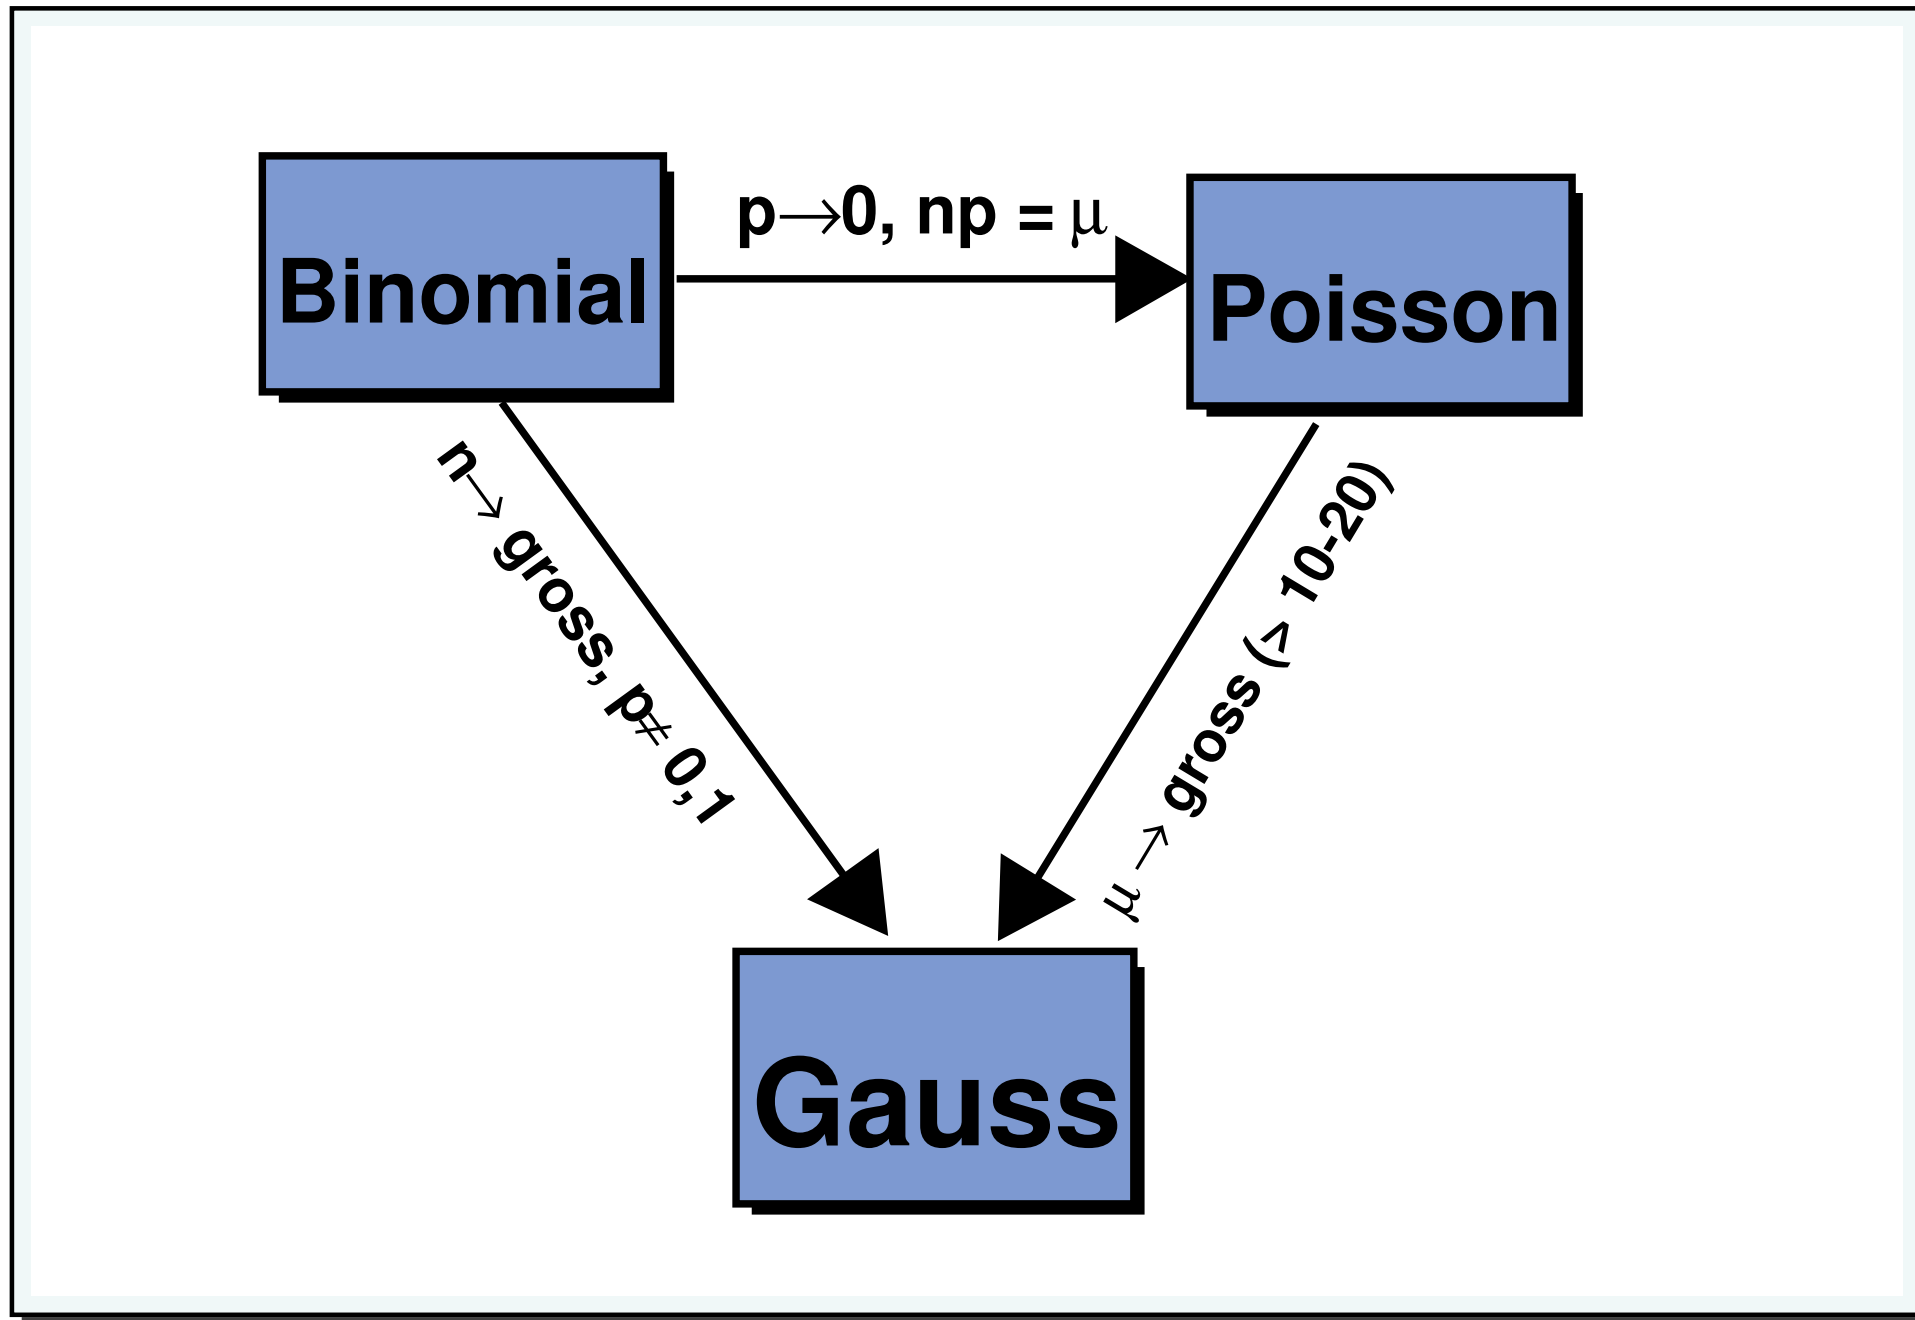 Binomial
p→0, np = μ
Poisson
n→ gross, p≠ 0,1
μ → gross (> 10-20)
Gauss